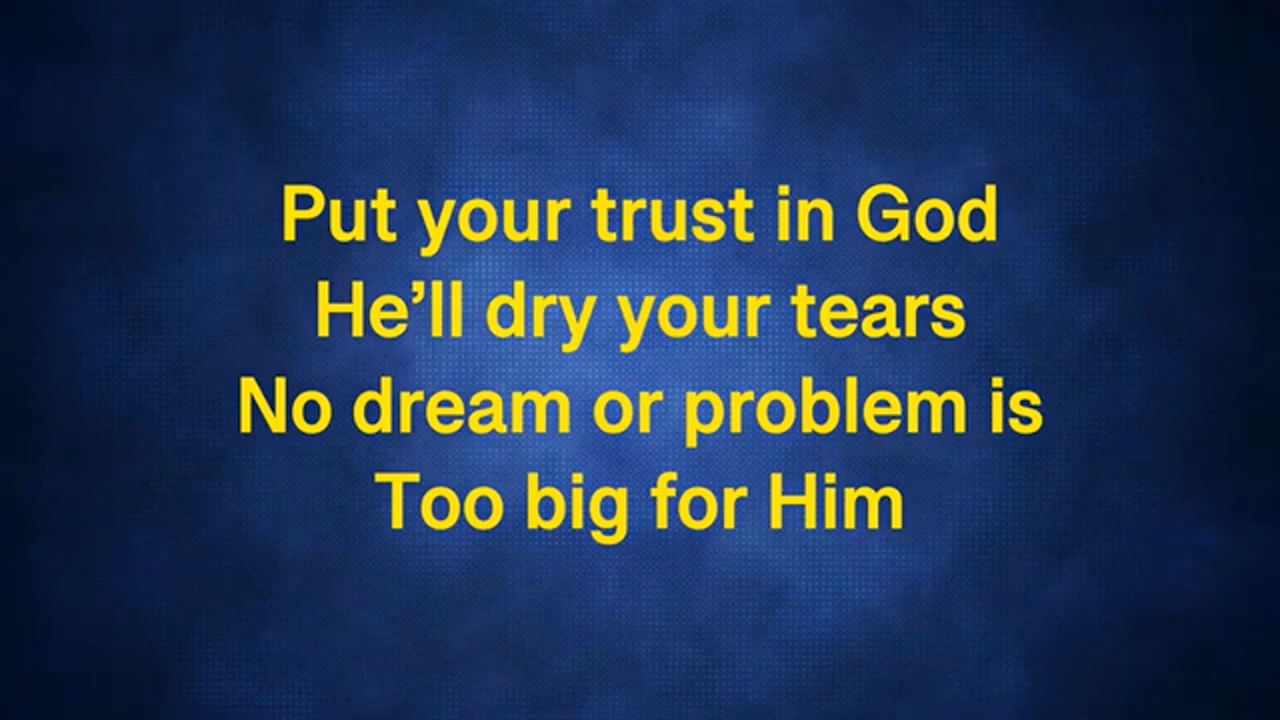 Put your trust in God
He’ll dry your tears
No dream or problem is
Too big for Him